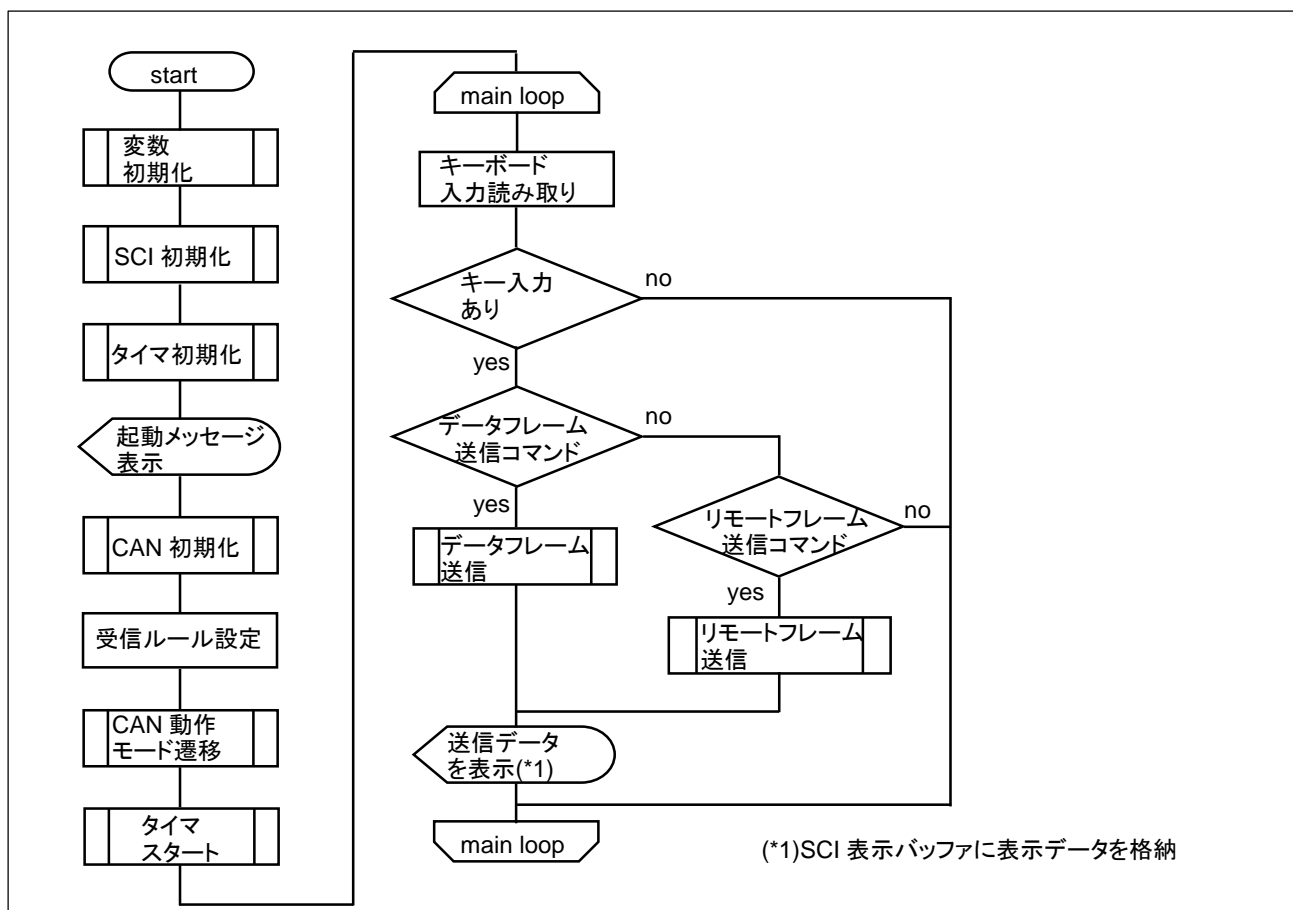 start
変数
初期化
SCI 初期化
タイマ初期化
起動メッセージ
表示
CAN 初期化
受信ルール設定
CAN 動作
モード遷移
タイマ
スタート
main loop
キーボード
入力読み取り
キー入力
あり
no
yes
データフレーム
送信コマンド
no
yes
データフレーム
送信
リモートフレーム
送信コマンド
no
yes
リモートフレーム
送信
送信データ
を表示(*1)
main loop
(*1)SCI 表示バッファに表示データを格納